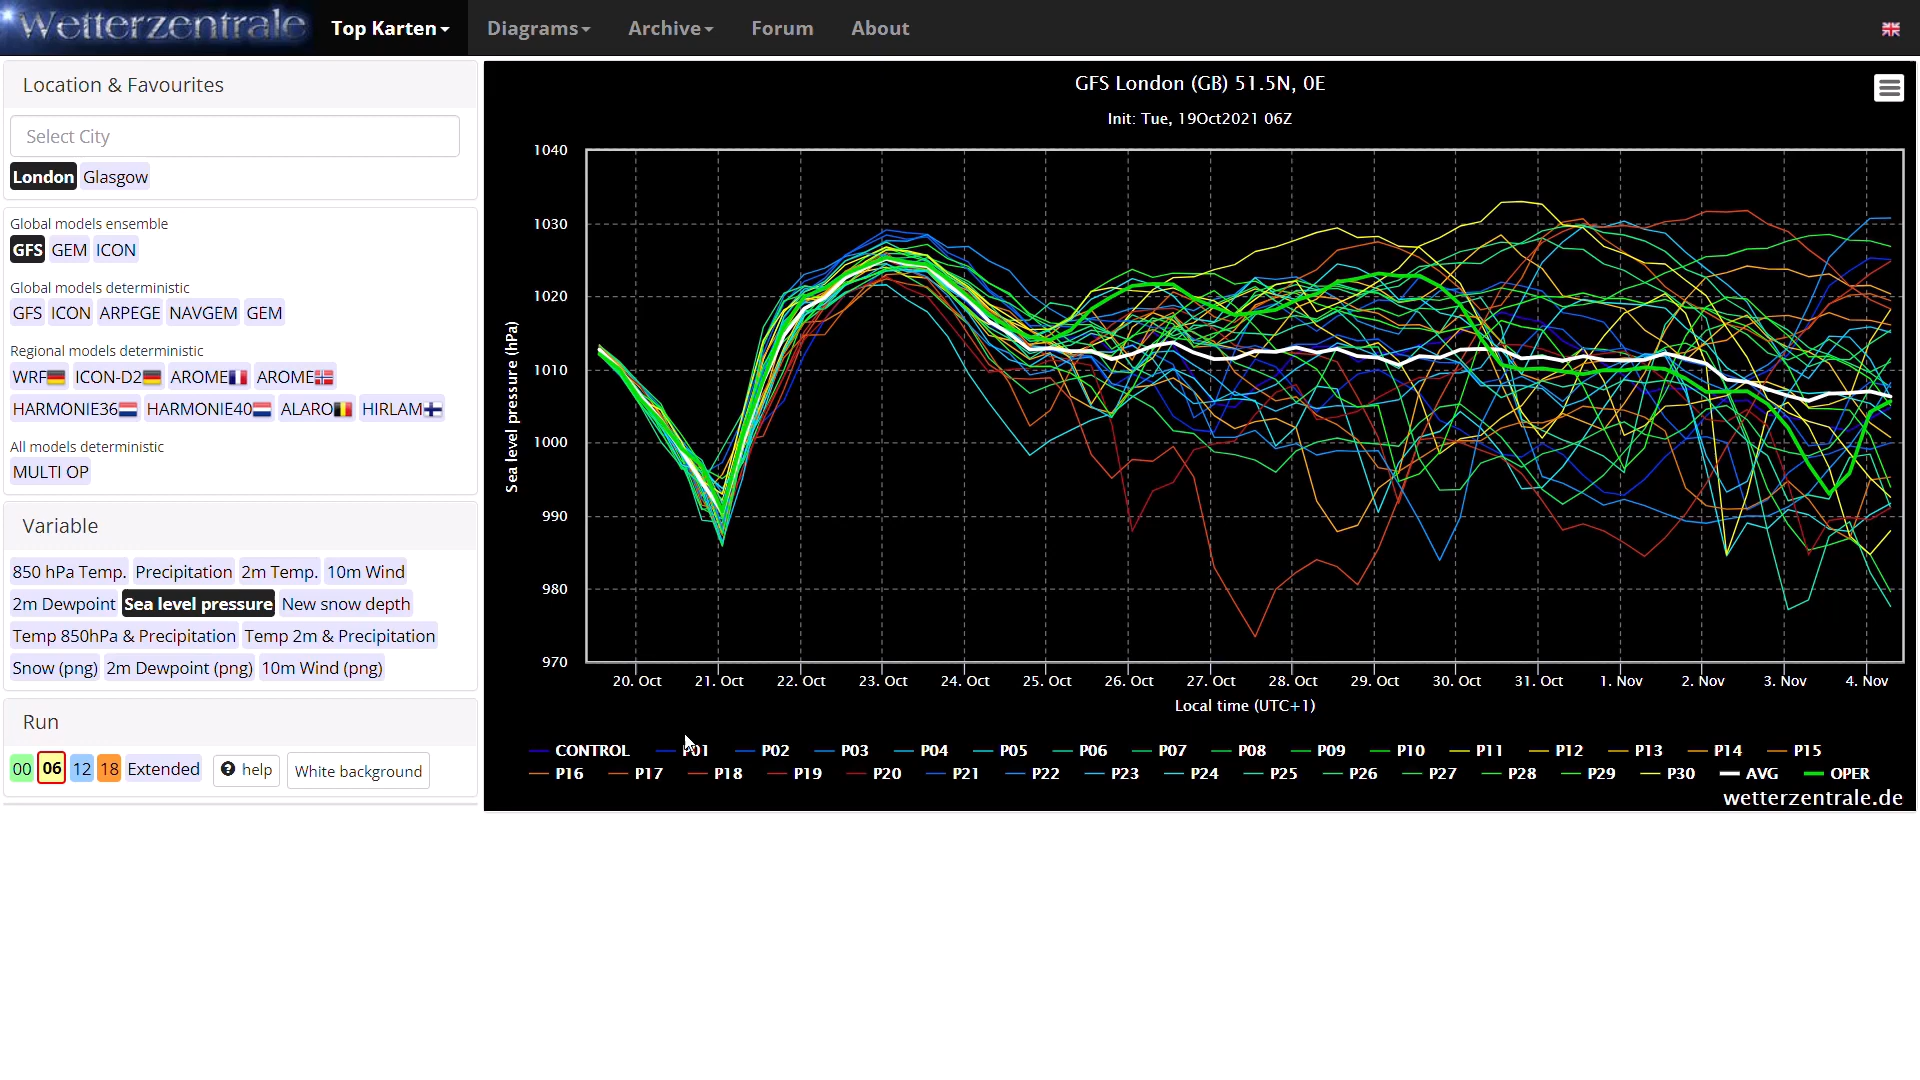 Wetterzentrale Top Karten Diagrams Archive Forum About
Location & Favourites
Select City
London Glasgow
Global models ensemble
GFS GEM ICON
Global models deterministic
GFS ICON ARPEGE NAVGEM GEM
Regional models deterministic
WRF ICON-D2 AROME AROME
HARMONIE36 HARMONIE40 ALARO HIRLAM
All models deterministic
MULTI OP
Variable
850 hPa Temp. Precipitation 2m Temp. 10m Wind
2m Dewpoint Sea level pressure New snow depth
Temp 850hPa & Precipitation Temp 2m & Precipitation
Snow (png) 2m Dewpoint (png) 10m Wind (png)
Run
00 06 12 18 Extended help White background
GFS London (GB) 51.5N, 0E
Init: Tue, 19Oct2021 06Z
Sea level pressure (hPa)
1040
1030
1020
1010
1000
990
980
970
20. Oct 21. Oct 22. Oct 23. Oct 24. Oct 25. Oct 26. Oct 27. Oct 28. Oct 29. Oct 30. Oct 31. Oct 1. Nov 2. Nov 3. Nov 4. Nov
Local time (UTC+1)
CONTROL P01 P02 P03 P04 P05 P06 P07 P08 P09 P10 P11 P12 P13 P14 P15
P16 P17 P18 P19 P20 P21 P22 P23 P24 P25 P26 P27 P28 P29 P30 AVG OPER
wetterzentrale.de